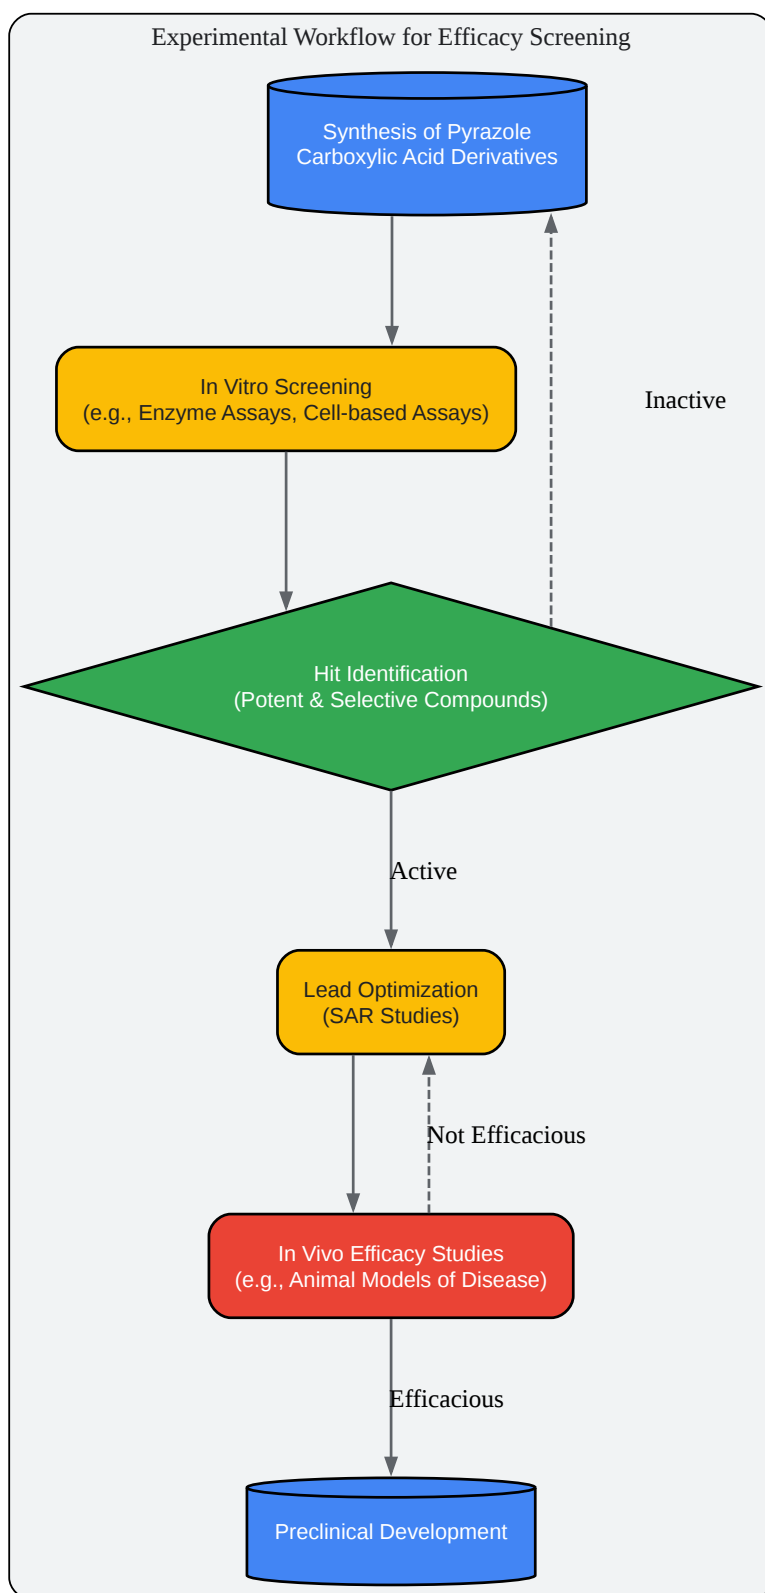 Experimental Workflow for Efficacy Screening
Synthesis of Pyrazole
Carboxylic Acid Derivatives
In Vitro Screening
(e.g., Enzyme Assays, Cell-based Assays)
Inactive
Hit Identification
(Potent & Selective Compounds)
Active
Lead Optimization
(SAR Studies)
Not Efficacious
In Vivo Efficacy Studies
(e.g., Animal Models of Disease)
Efficacious
Preclinical Development